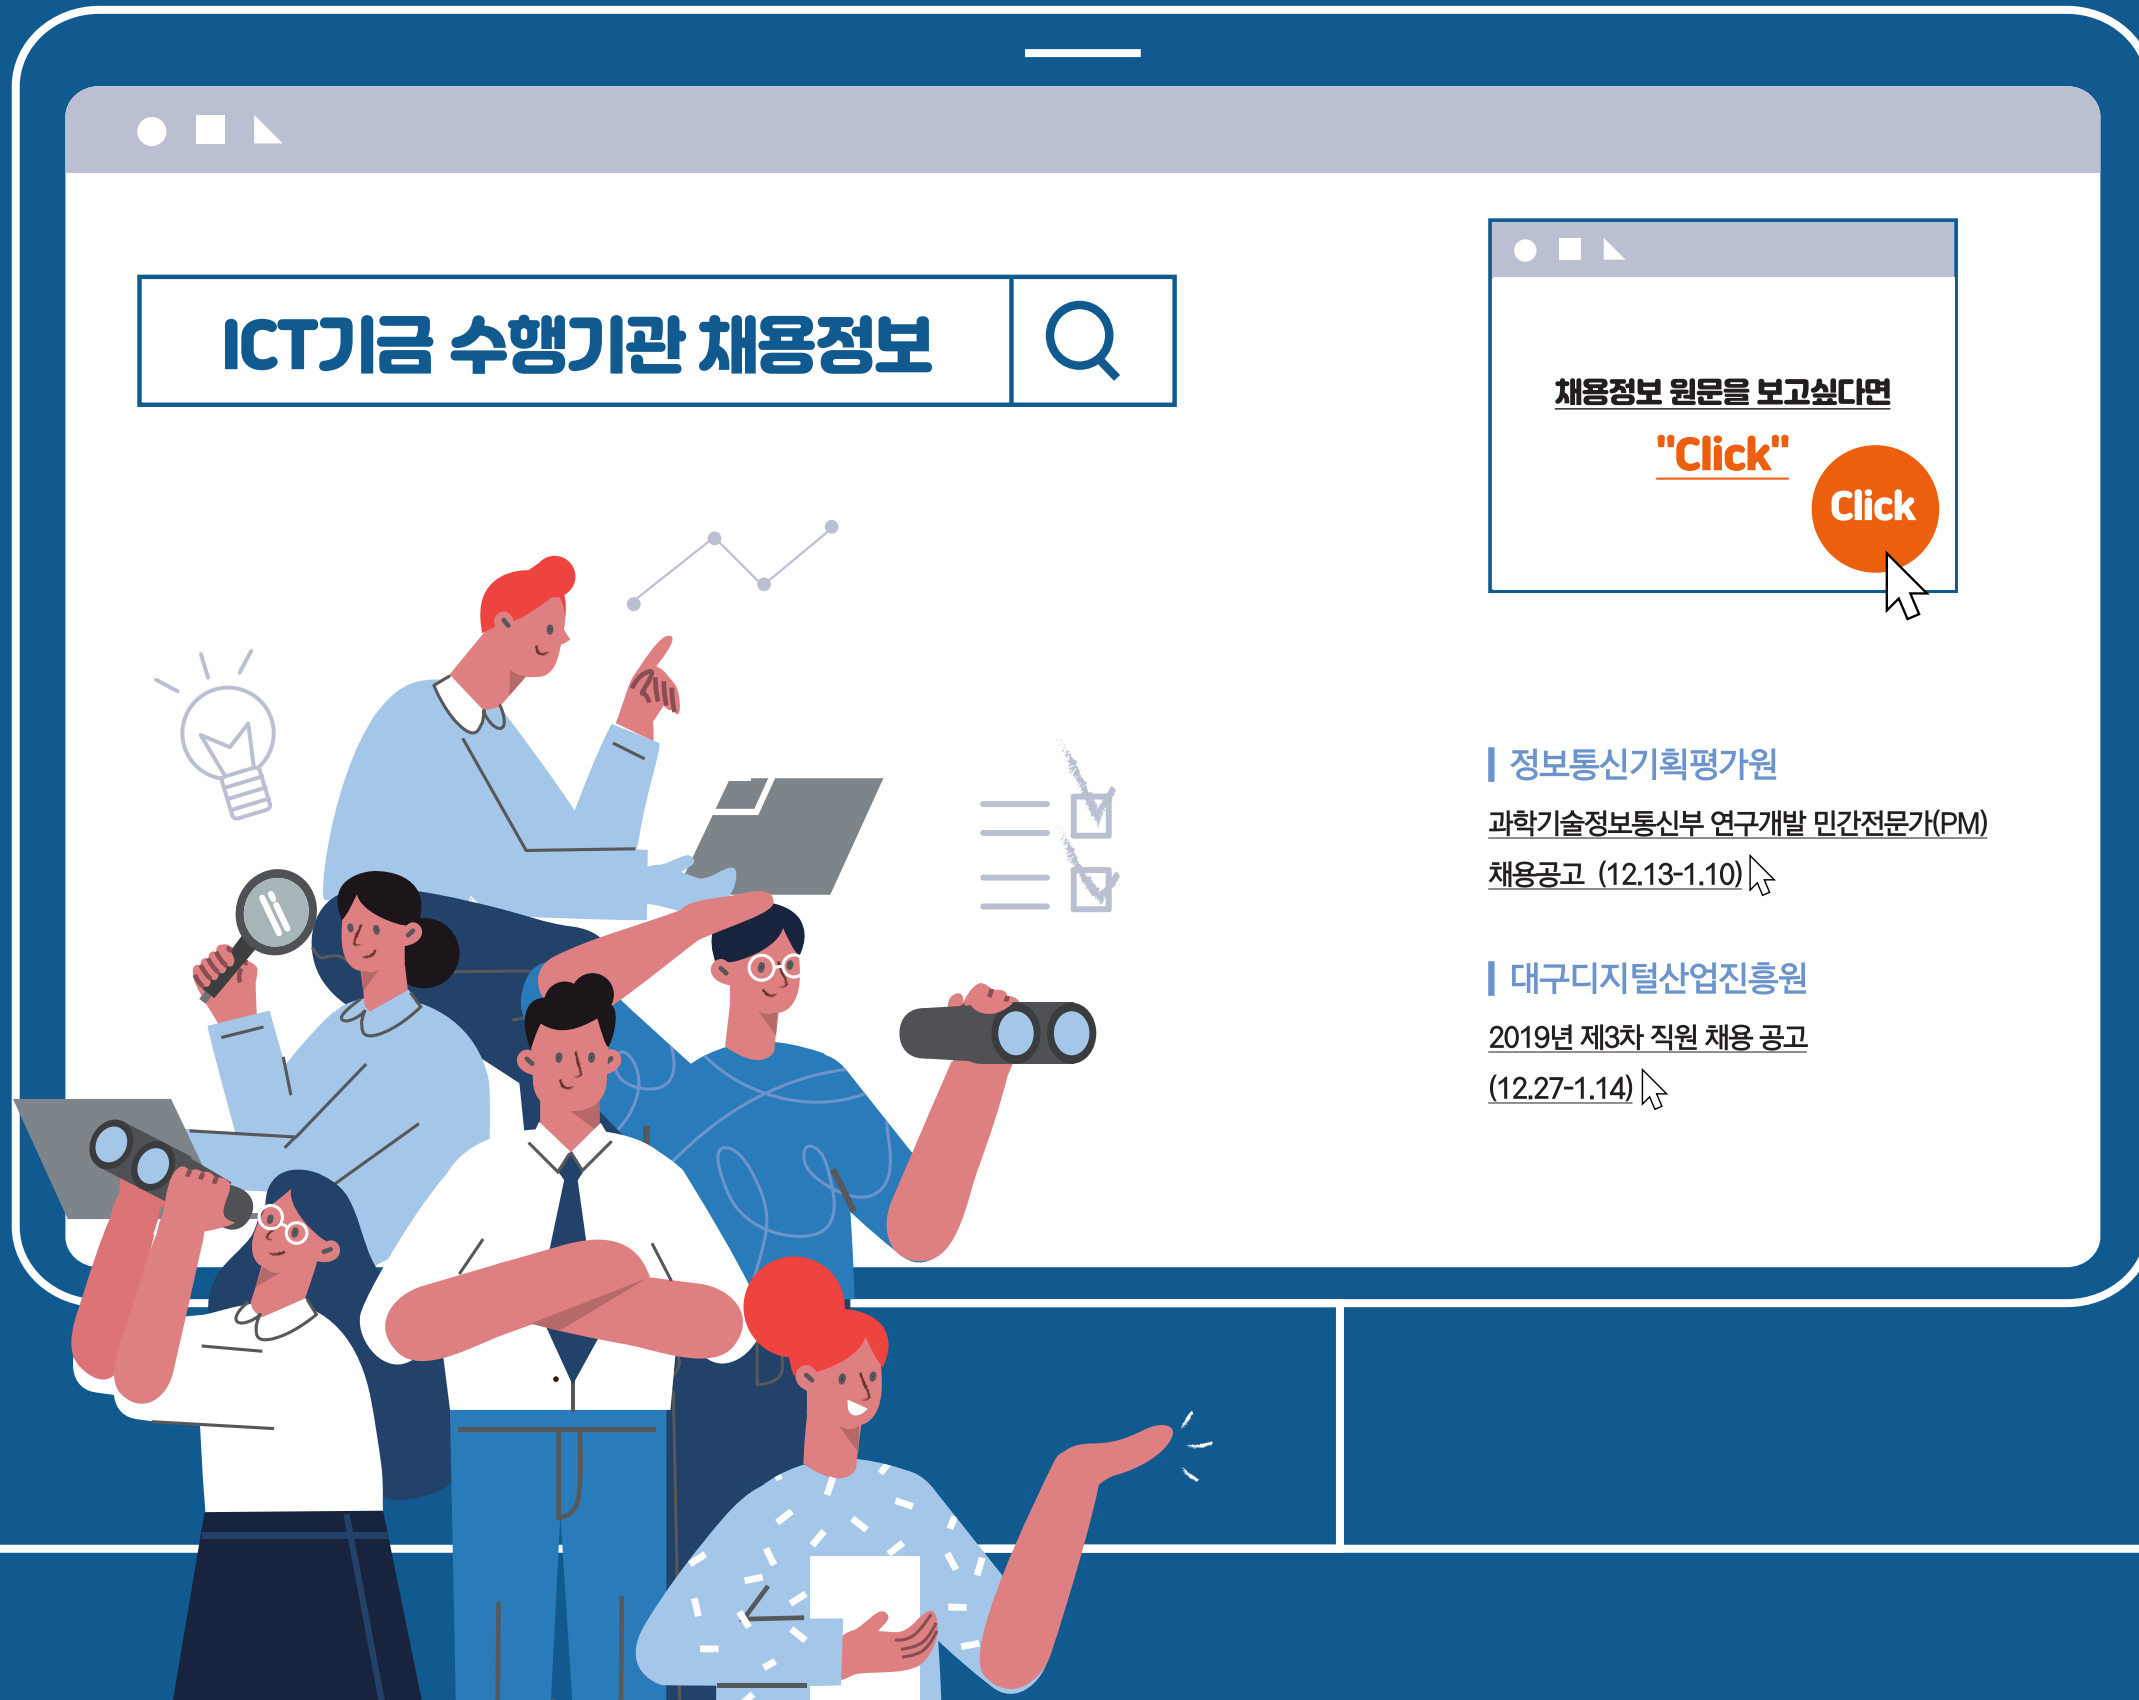 ICT기금 수행기관 채용정보
채용정보 원문을 보고싶다면
"Click"
Click
정보통신기획평가원
과학기술정보통신부 연구개발 민간전문가(PM)
채용공고 (12.13-1.10)
대구디지털산업진흥원
2019년 제3차 직원 채용 공고
(12.27-1.14)